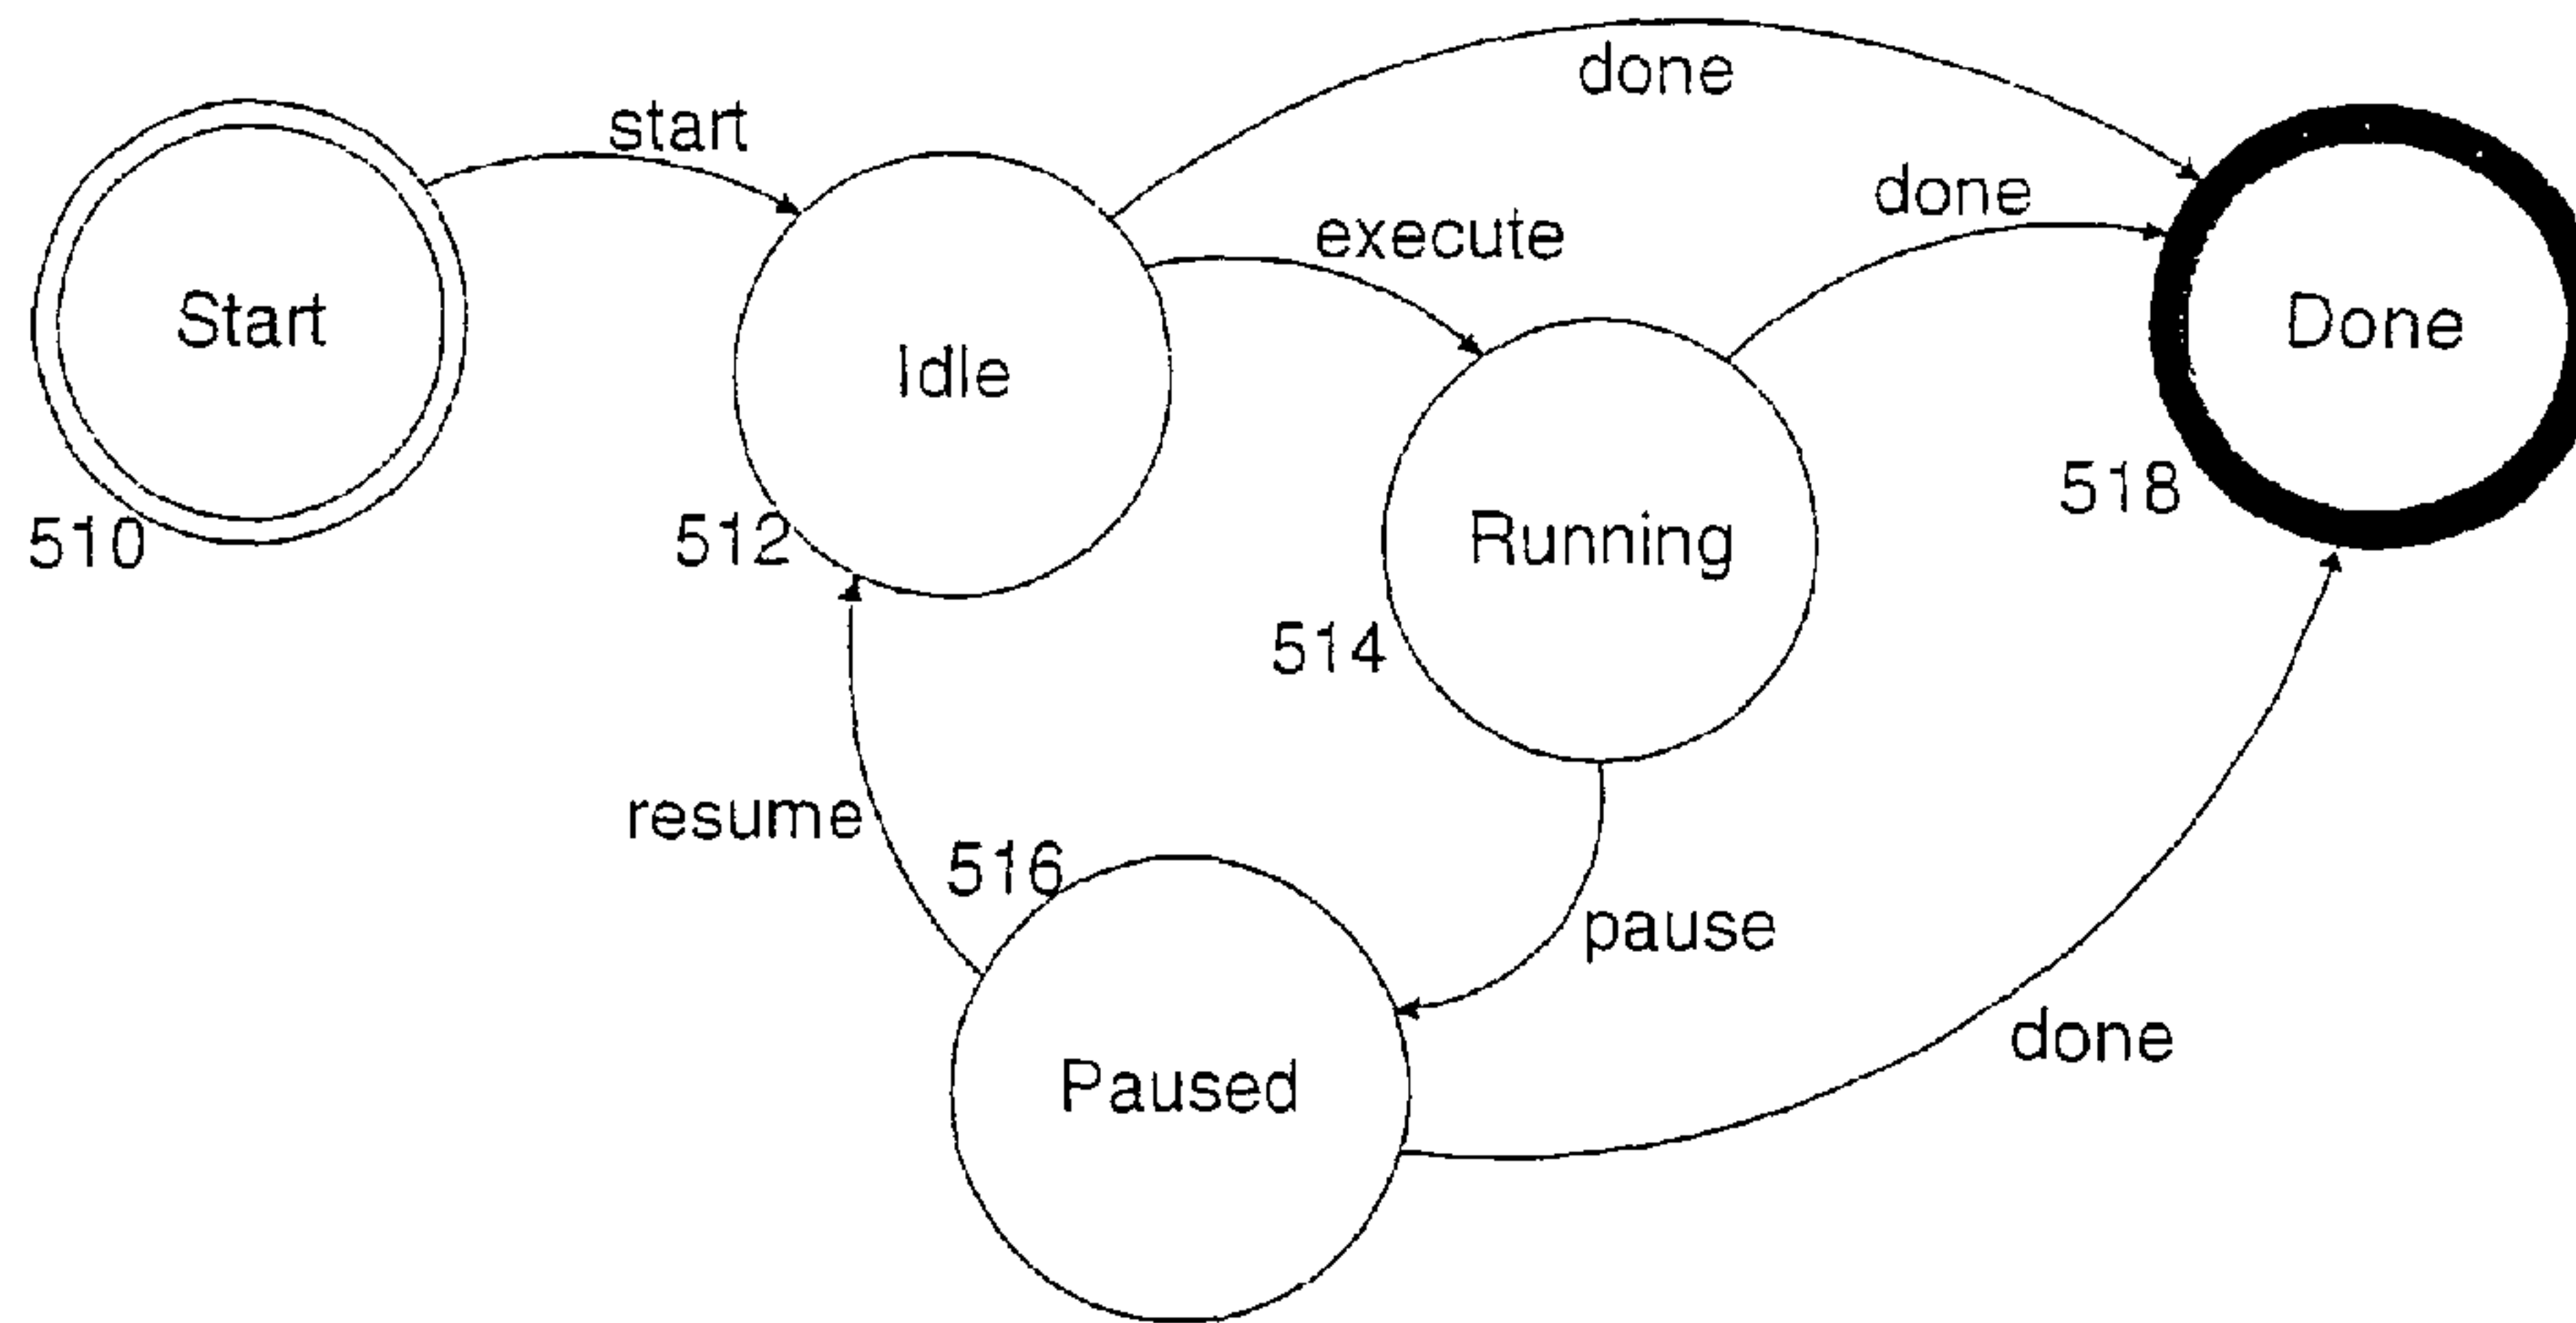 done
start
done
execute
Start
Idle
Done
518
510
512
Running
514
resume
516
pause
Paused
done